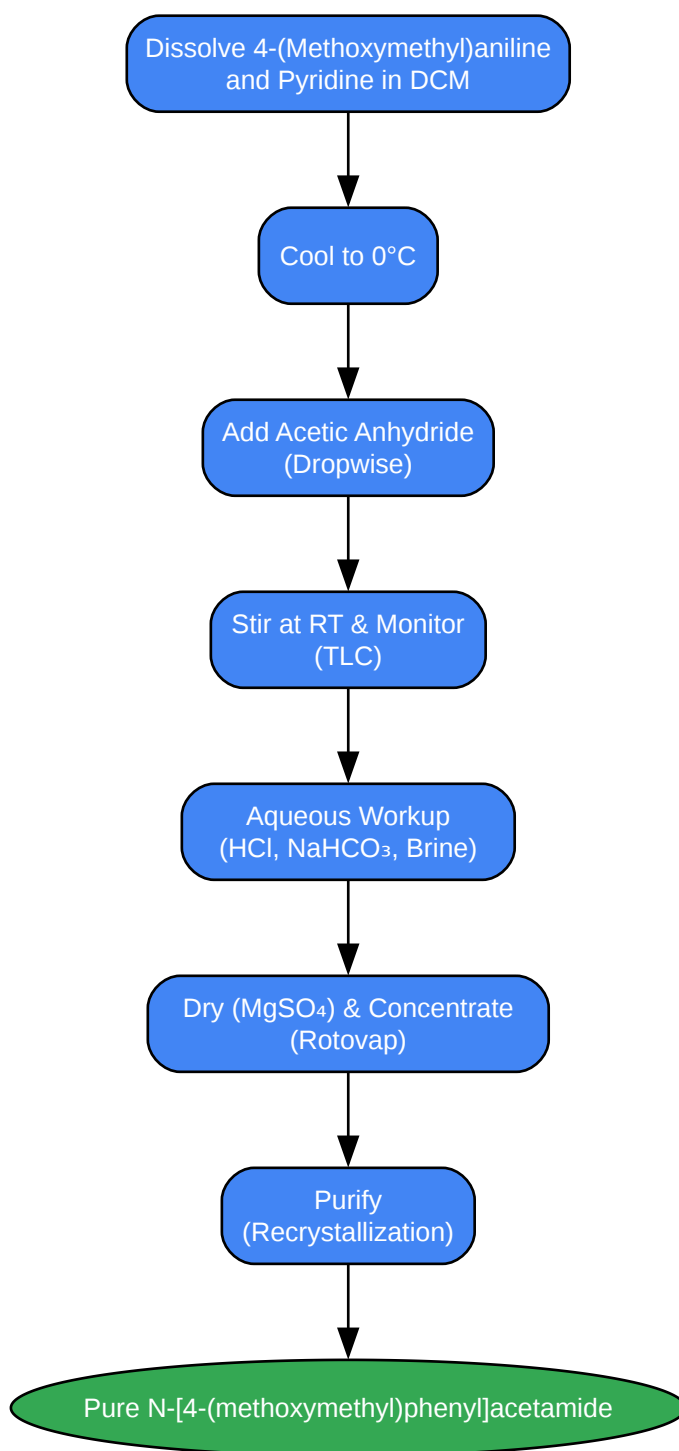 Dissolve 4-(Methoxymethyl)aniline
and Pyridine in DCM
Cool to 0°C
Add Acetic Anhydride
(Dropwise)
Stir at RT & Monitor
(TLC)
Aqueous Workup
(HCl, NaHCO₃, Brine)
Dry (MgSO₄) & Concentrate
(Rotovap)
Purify
(Recrystallization)
Pure N-[4-(methoxymethyl)phenyl]acetamide